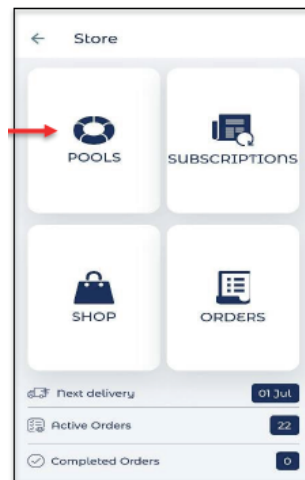 Store
POOLS
SUBSCRIPTIONS
SHOP
ORDERS
Next delivery 01 Jul
Active Orders 22
Completed Orders 0